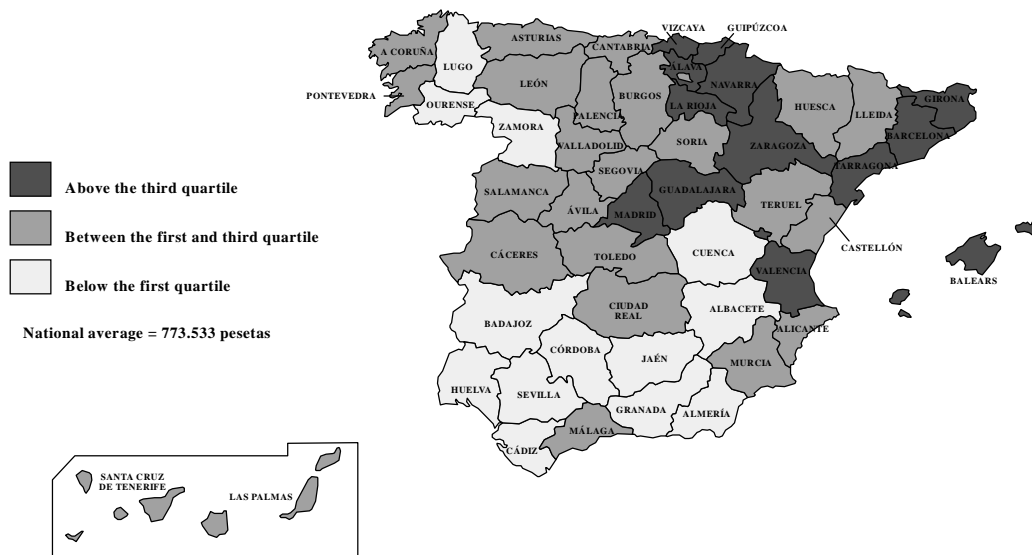 VIZCAYA
GUIPÚZCOA
ASTURIAS
CANTABRIA
A CORUÑA
LUGO
ÁLAVA
NAVARRA
LEÓN
BURGOS
PONTEVEDRA
OURENSE
LA RIOJA
HUESCA
GIRONA
LLEIDA
PALENCIA
ZAMORA
BARCELONA
VALLADOLID
SORIA
ZARAGOZA
TARRAGONA
SEGOVIA
Above the third quartile
SALAMANCA
GUADALAJARA
ÁVILA
MADRID
TERUEL
Between the first and third quartile
CASTELLÓN
CÁCERES
TOLEDO
CUENCA
VALENCIA
BALEARS
Below the first quartile
CIUDAD
REAL
ALBACETE
BADAJOZ
ALICANTE
National average = 773.533 pesetas
CÓRDOBA
JAÉN
MURCIA
HUELVA
SEVILLA
GRANADA
ALMERÍA
MÁLAGA
CÁDIZ
SANTA CRUZ
DE TENERIFE
LAS PALMAS